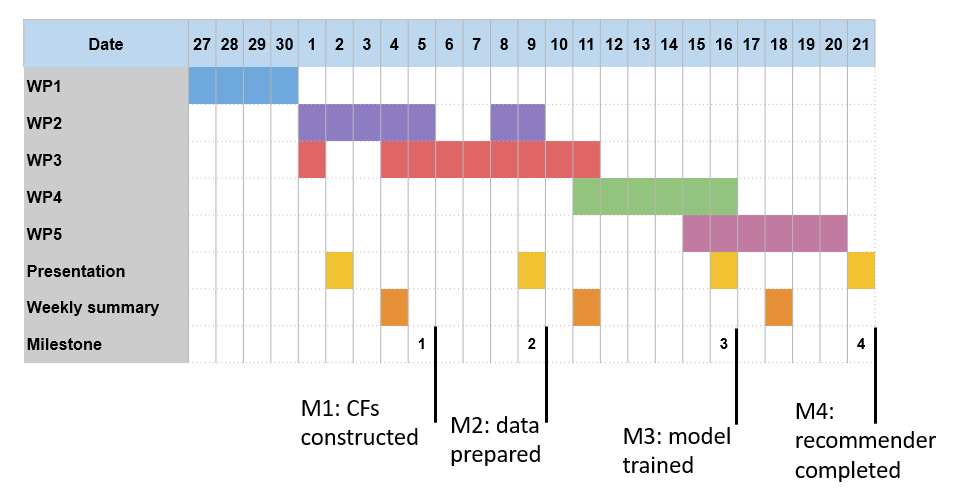 Date 27 28 29 30 1 2 3 4 5 6 7 8 9 10 11 12 13 14 15 16 17 18 19 20 21
WP1
WP2
WP3
WP4
WP5
Presentation
Weekly summary
Milestone 1 2 3 4
M1: CFs
constructed
M2: data
prepared
M3: model
trained
M4:
recommender
completed